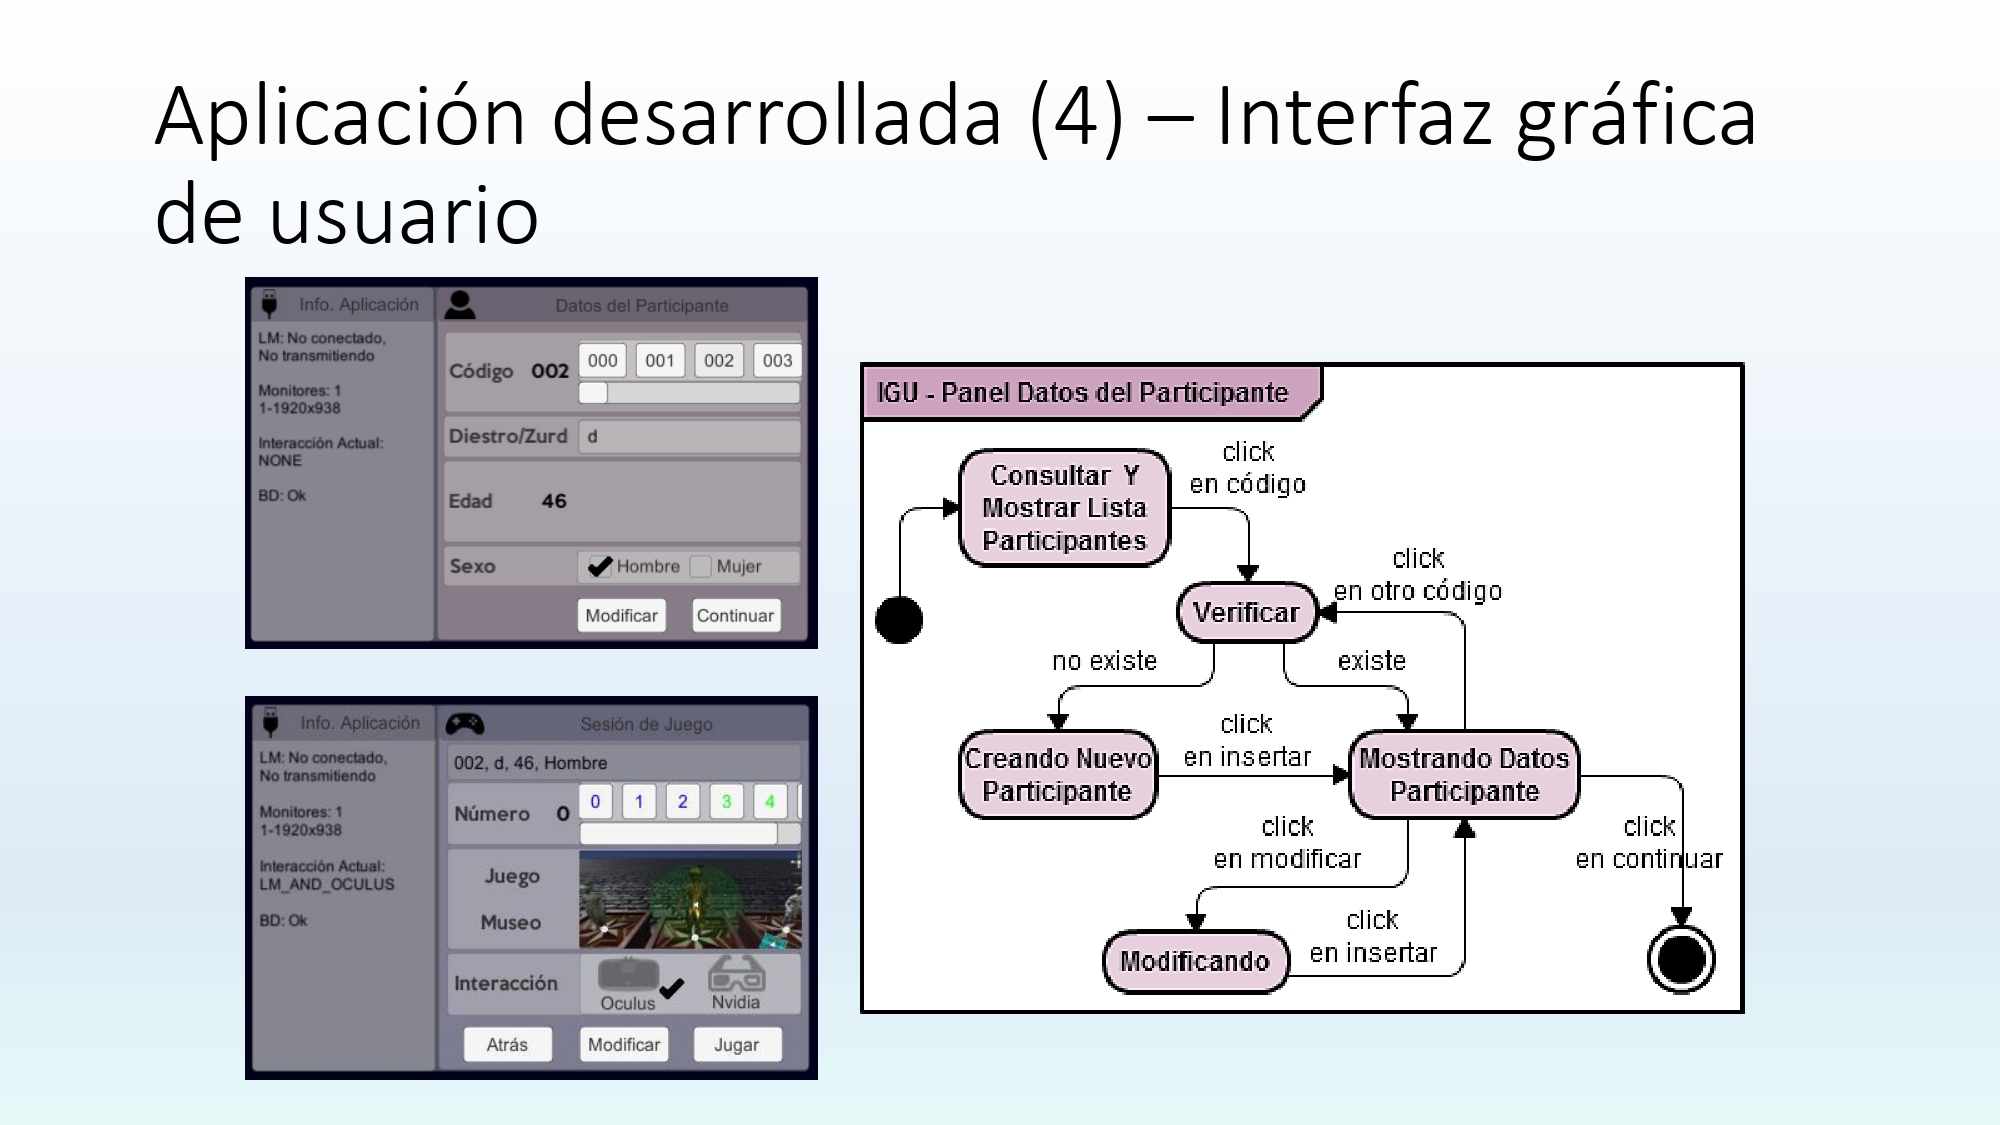 Aplicación desarrollada (4) – Interfaz gráfica
de usuario
Info. Aplicación
LM: No conectado,
No transmitiendo
Monitores: 1
1-1920x938
Interacción Actual:
NONE
BD: Ok
Datos del Participante
Código 002 000 001 002 003
Diestro/Zurd d
Edad 46
Sexo Hombre Mujer
Modificar Continuar
Info. Aplicación
LM: No conectado,
No transmitiendo
Monitores: 1
1-1920x938
Interacción Actual:
LM_AND_OCULUS
BD: Ok
Sesión de Juego
002, d, 46, Hombre
Número 0 0 1 2 3 4
Juego
Museo
Interacción Oculus Nvidia
Atrás Modificar Jugar
IGU - Panel Datos del Participante
Consultar Y
Mostrar Lista
Participantes
click
en código
Verificar
click
en otro código
no existe
existe
Creando Nuevo
Participante
click
en insertar
Mostrando Datos
Participante
click
en modificar
click
en continuar
Modificando
click
en insertar